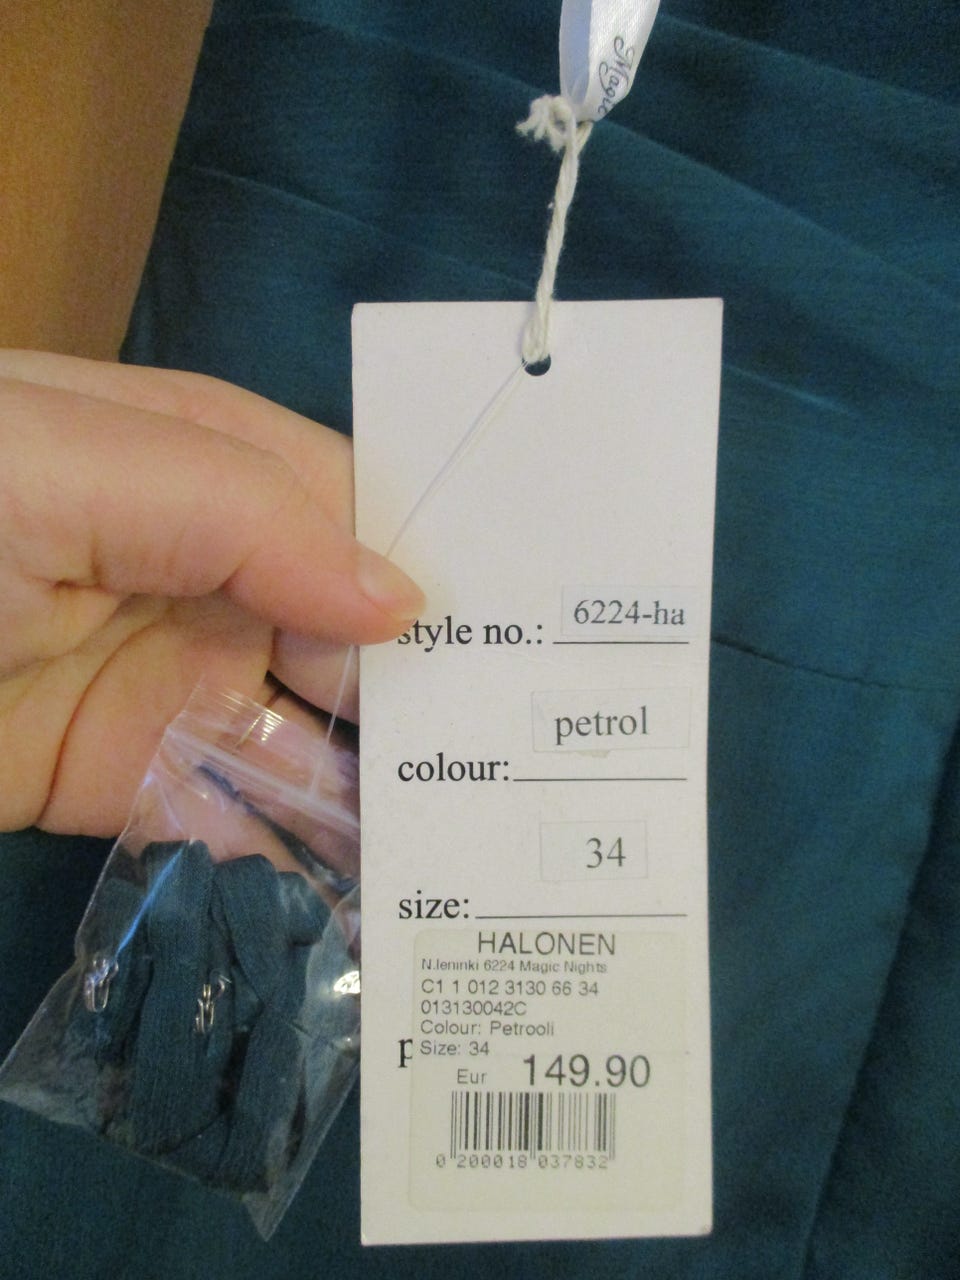 Magic
style no.: 6224-ha
colour: petrol
size: 34
HALONEN
N.leninki 6224 Magic Nights
C1 1 012 3130 66 34
013130042C
Colour: Petrooli
Size: 34
p
Eur 149.90
0 200018 037832